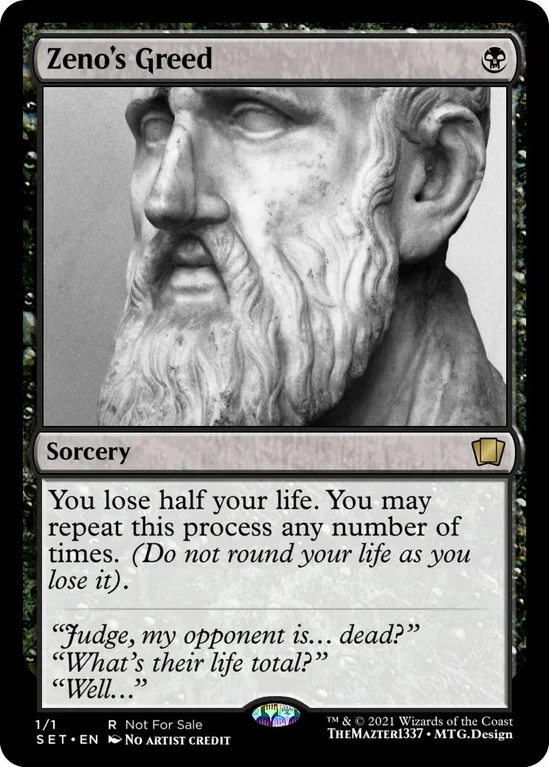 Zeno's Greed
Sorcery
You lose half your life. You may
repeat this process any number of
times. (Do not round your life as you
lose it).
“Judge, my opponent is... dead?”
“What's their life total?”
“Well...”
1/1 R Not For Sale ™ & © 2021 Wizards of the Coast
SET • EN No artist credit TheMazter1337 • MTG.Design